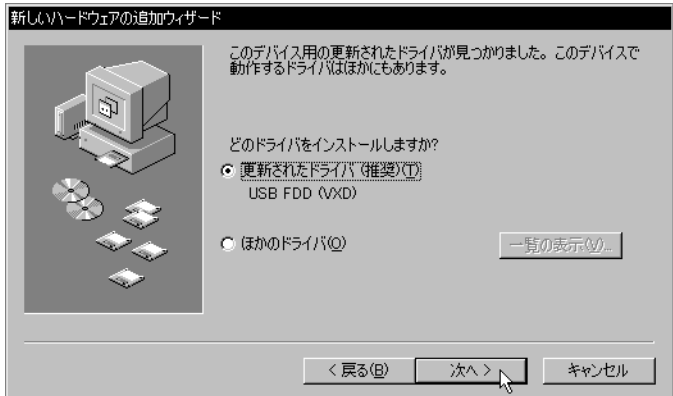 新しいハードウェアの追加ウィザード
このデバイス用の更新されたドライバが見つかりました。このデバイスで
動作するドライバはほかにもあります。
どのドライバをインストールしますか?
更新されたドライバ (推奨)(T)
USB FDD (VXD)
ほかのドライバ(O)
一覧の表示(V)...
< 戻る(B)
次へ >
キャンセル